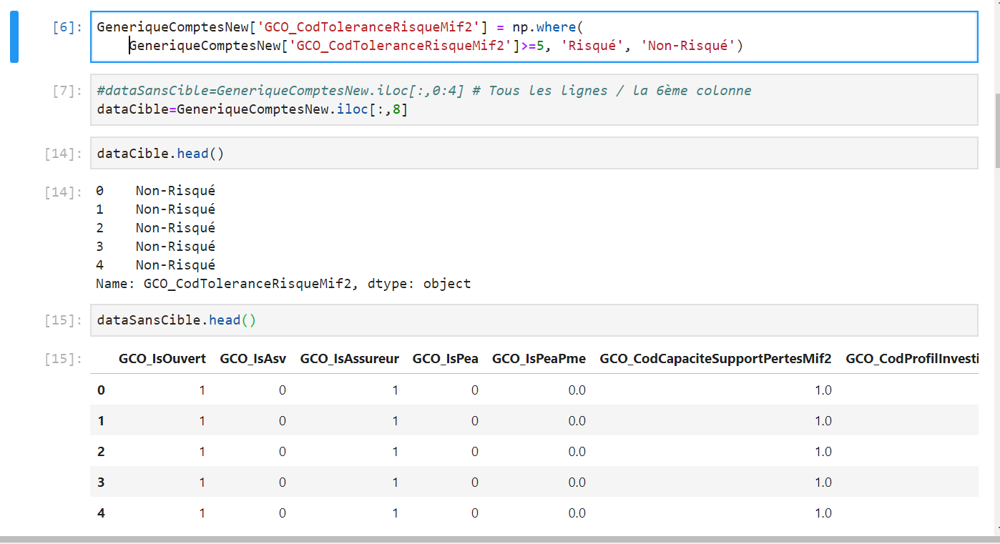 [6]: GeneriqueComptesNew['GCO_CodToleranceRisqueMif2'] = np.where(
GeneriqueComptesNew['GCO_CodToleranceRisqueMif2']>=5, 'Risqué', 'Non-Risqué')
[7]: #dataSansCible=GeneriqueComptesNew.iloc[:,0:4] # Tous les lignes / la 6ème colonne
dataCible=GeneriqueComptesNew.iloc[:,8]
[14]: dataCible.head()
[14]: 0 Non-Risqué
1 Non-Risqué
2 Non-Risqué
3 Non-Risqué
4 Non-Risqué
Name: GCO_CodToleranceRisqueMif2, dtype: object
[15]: dataSansCible.head()
[15]: GCO_IsOuvert GCO_IsAsv GCO_IsAssureur GCO_IsPea GCO_IsPeaPme GCO_CodCapaciteSupportPertesMif2 GCO_CodProfilInvesti
0 1 0 1 0 0.0 1.0
1 1 0 1 0 0.0 1.0
2 1 0 1 0 0.0 1.0
3 1 0 1 0 0.0 1.0
4 1 0 1 0 0.0 1.0